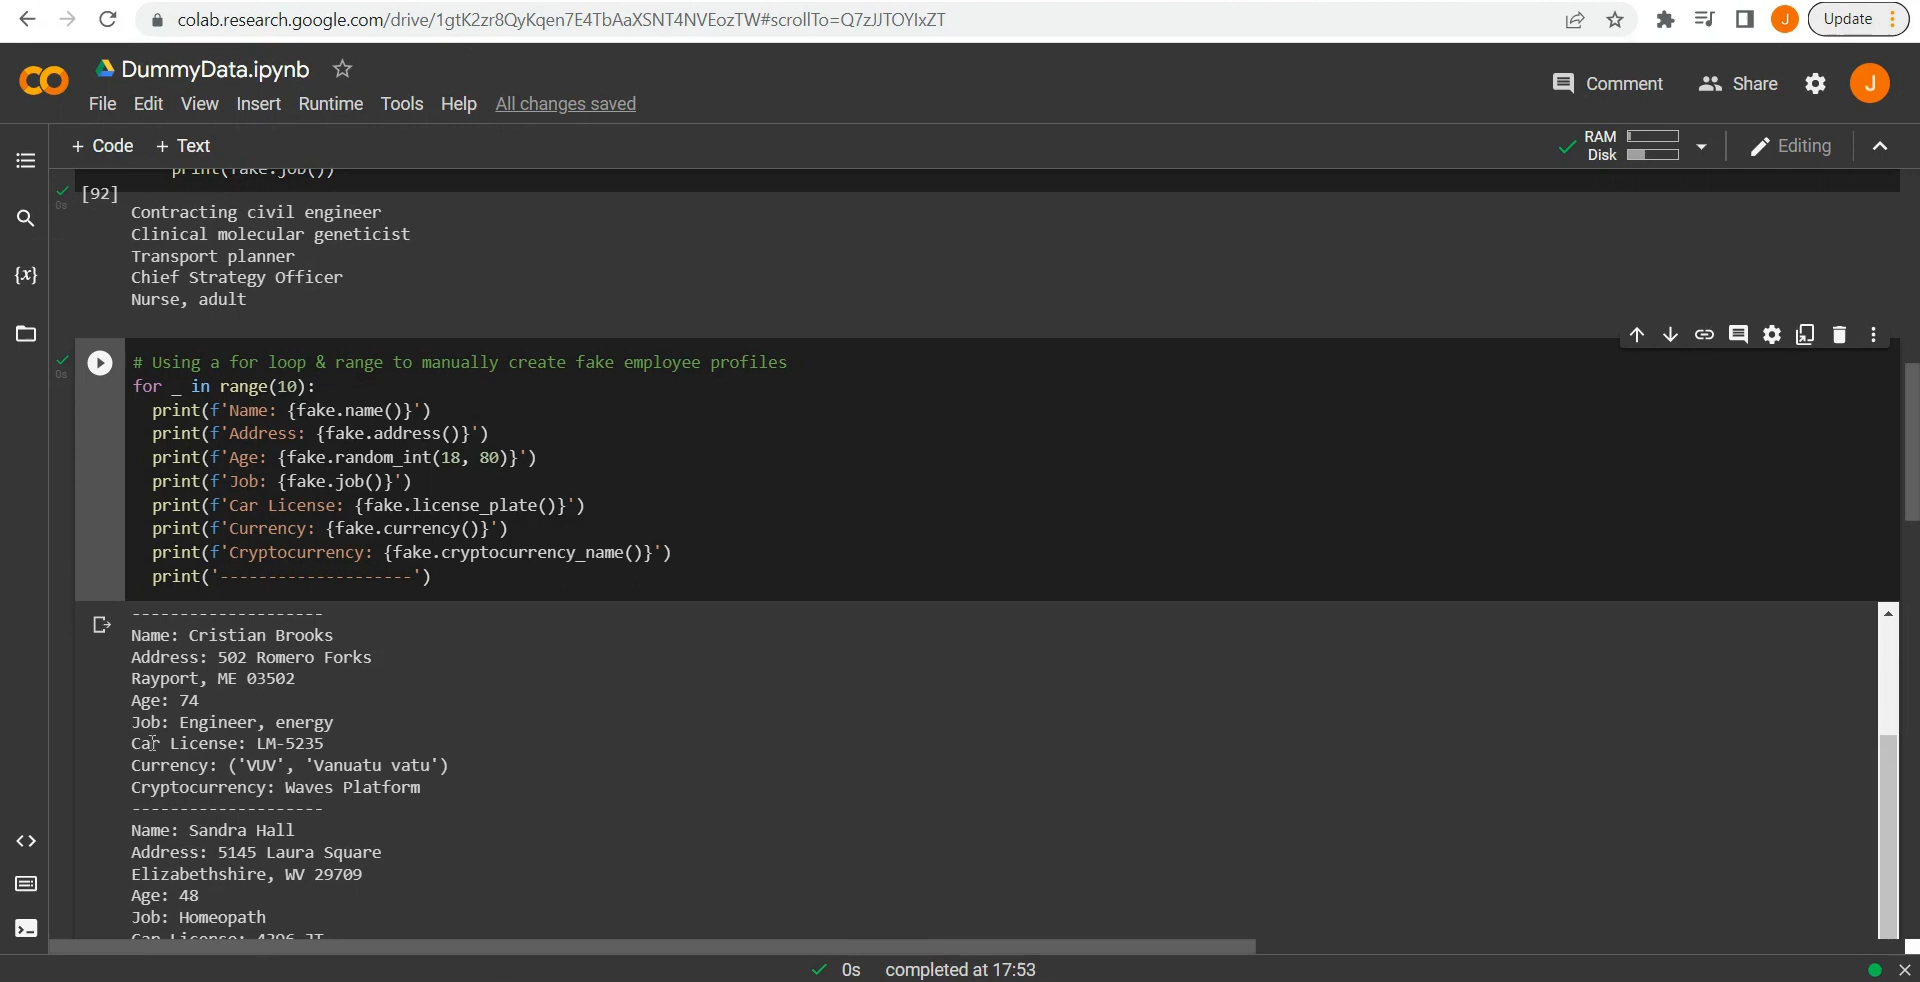 colab.research.google.com/drive/1gtK2zr8QyKqen7E4TbAaXSNT4NVEozTW#scrollTo=Q7zJJTOYIxZT
J
Update
DummyData.ipynb
File Edit View Insert Runtime Tools Help All changes saved
Comment
Share
J
+ Code + Text
RAM
Disk
Editing
print(fake.job())
[92]
0s
Contracting civil engineer
Clinical molecular geneticist
Transport planner
Chief Strategy Officer
Nurse, adult
0s
# Using a for loop & range to manually create fake employee profiles
for _ in range(10):
print(f'Name: {fake.name()}')
print(f'Address: {fake.address()}')
print(f'Age: {fake.random_int(18, 80)}')
print(f'Job: {fake.job()}')
print(f'Car License: {fake.license_plate()}')
print(f'Currency: {fake.currency()}')
print(f'Cryptocurrency: {fake.cryptocurrency_name()}')
print('--------------------')
--------------------
Name: Cristian Brooks
Address: 502 Romero Forks
Rayport, ME 03502
Age: 74
Job: Engineer, energy
Car License: LM-5235
Currency: ('VUV', 'Vanuatu vatu')
Cryptocurrency: Waves Platform
--------------------
Name: Sandra Hall
Address: 5145 Laura Square
Elizabethshire, WV 29709
Age: 48
Job: Homeopath
Car License:
0s completed at 17:53